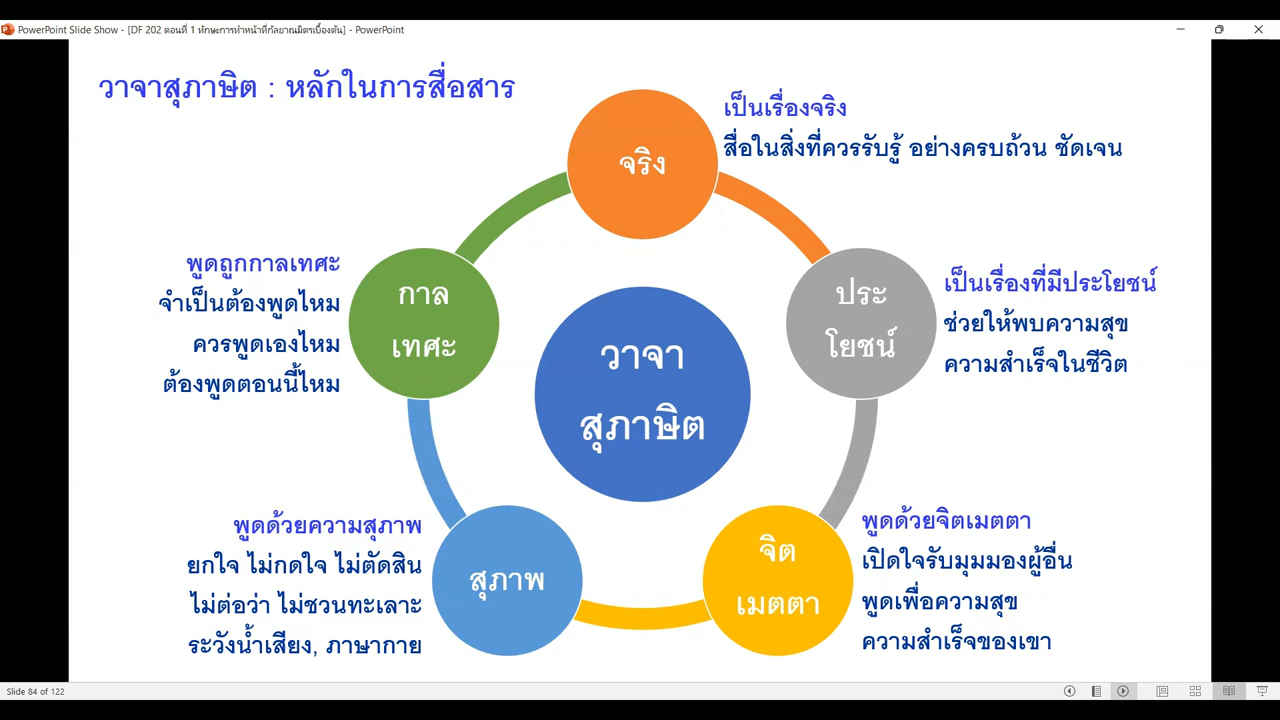 PowerPoint Slide Show - [DF 202 ตอนที่ 1 ทักษะการทำหน้าที่กัลยาณมิตรเบื้องต้น] - PowerPoint
วาจาสุภาษิต : หลักในการสื่อสาร
จริง
เป็นเรื่องจริง
สื่อในสิ่งที่ควรรับรู้ อย่างครบถ้วน ชัดเจน
ประ
โยชน์
เป็นเรื่องที่มีประโยชน์
ช่วยให้พบความสุข
ความสำเร็จในชีวิต
จิต
เมตตา
พูดด้วยจิตเมตตา
เปิดใจรับมุมมองผู้อื่น
พูดเพื่อความสุข
ความสำเร็จของเขา
สุภาพ
พูดด้วยความสุภาพ
ยกใจ ไม่กดใจ ไม่ตัดสิน
ไม่ต่อว่า ไม่ชวนทะเลาะ
ระวังน้ำเสียง, ภาษากาย
กาล
เทศะ
พูดถูกกาลเทศะ
จำเป็นต้องพูดไหม
ควรพูดเองไหม
ต้องพูดตอนนี้ไหม
วาจา
สุภาษิต
Slide 84 of 122